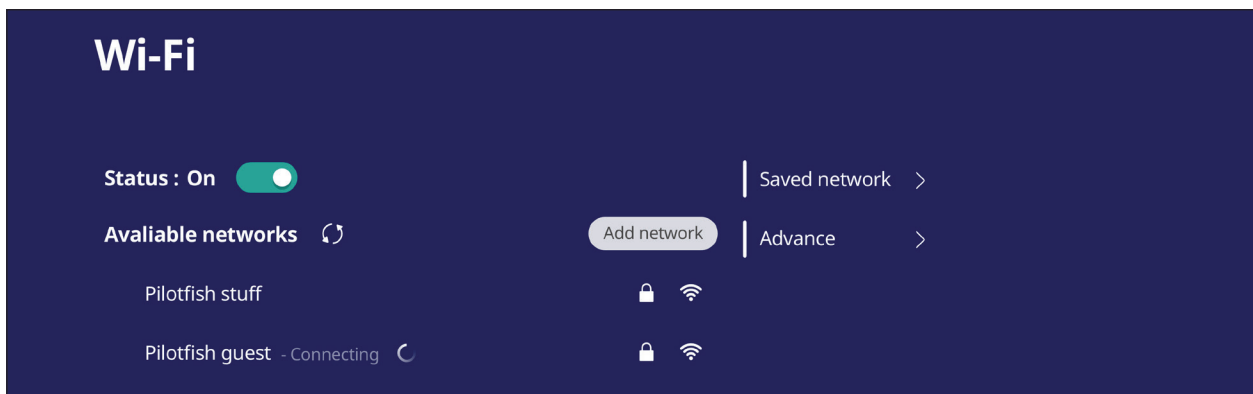 Wi-Fi
Status : On
Saved network
Avaliable networks
Add network
Advance
Pilotfish stuff
Pilotfish guest - Connecting